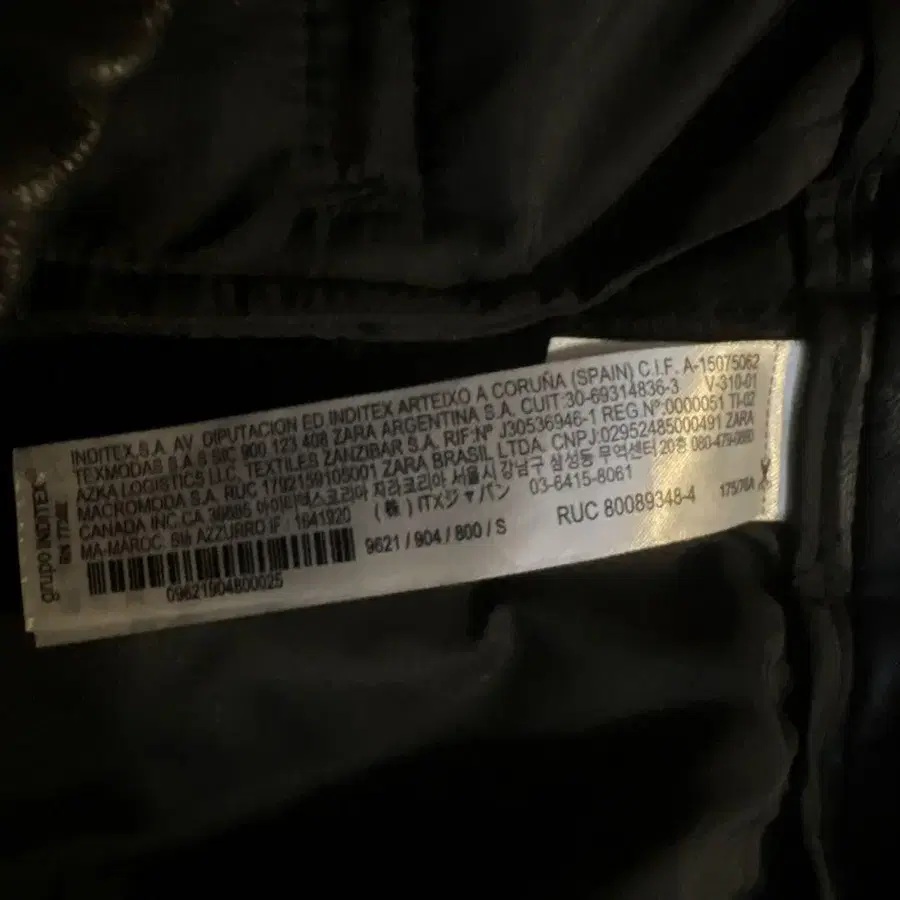 INDITEX,S.A. AV. DIPUTACION ED INDITEX ARTEIXO A CORUÑA (SPAIN) C.I.F. A-15075062
TEXMODAS S.A.S SIC 900 123 408 ZARA ARGENTINA S.A. CUIT:30-69314836-3 V-310-01
AZKA LOGISTICS LLC, TEXTILES ZANZIBAR S.A. RIF:Nº J30536946-1 REG.Nº:0000051 TI-02
MACROMODA S.A. RUC 1792159105001 ZARA BRASIL LTDA. CNPJ:02952485000491 ZARA
CANADA INC.CA 아이티엑스코리아 자라코리아 서울시 강남구 삼성동 무역센터 20층 080-479-0880
MA-MAROC: AZZURRO IF : 1641920 (株) ITXジャパン 03-6415-8061
9621 / 904 / 800 / S RUC 80089348-4 175/76A
09621904800025
grupo INDITEX